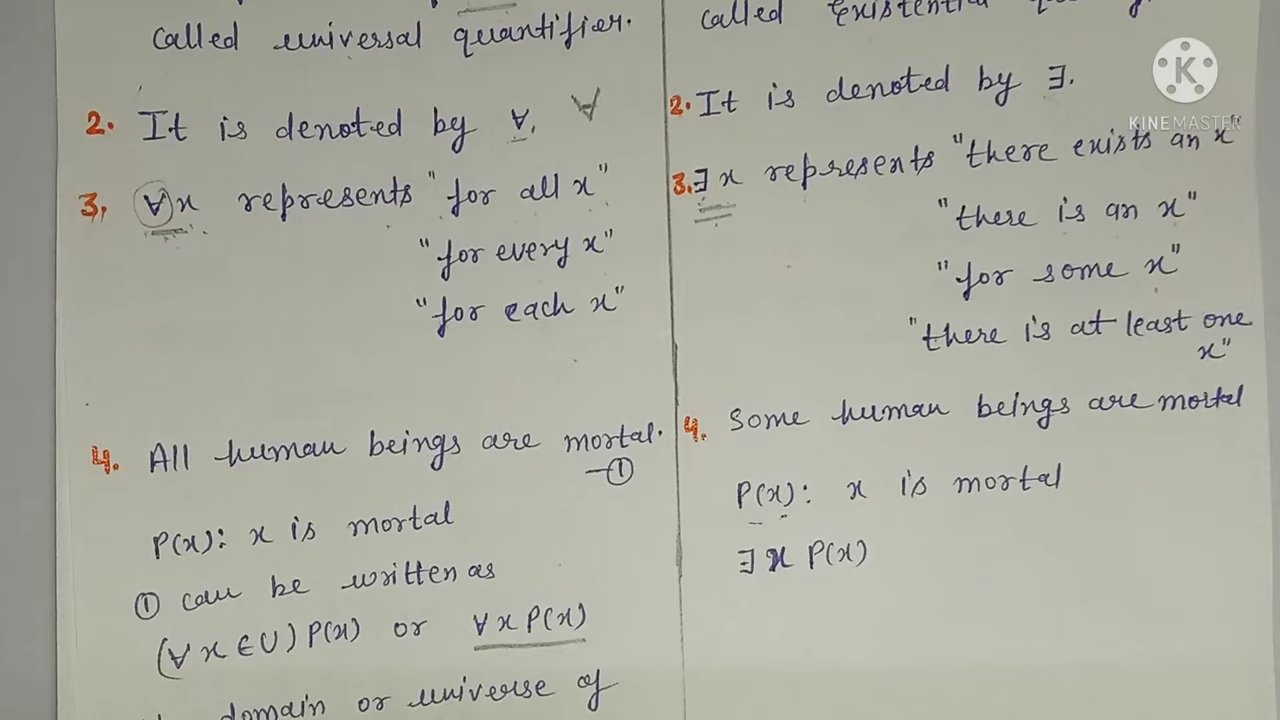 called universal quantifier.
2. It is denoted by ∀. ∀
3. ∀x represents "for all x"
"for every x"
"for each x"
4. All human beings are mortal.
—①
P(x): x is mortal
① can be written as
(∀ x ∈ U) P(x) or ∀ x P(x)
domain or universe of
called
2. It is denoted by ∃.
3. ∃ x represents "there exists an x"
"there is an x"
"for some x"
"there is at least one
x"
4. Some human beings are mortal
P(x): x is mortal
∃ x P(x)
K
KINEMASTER